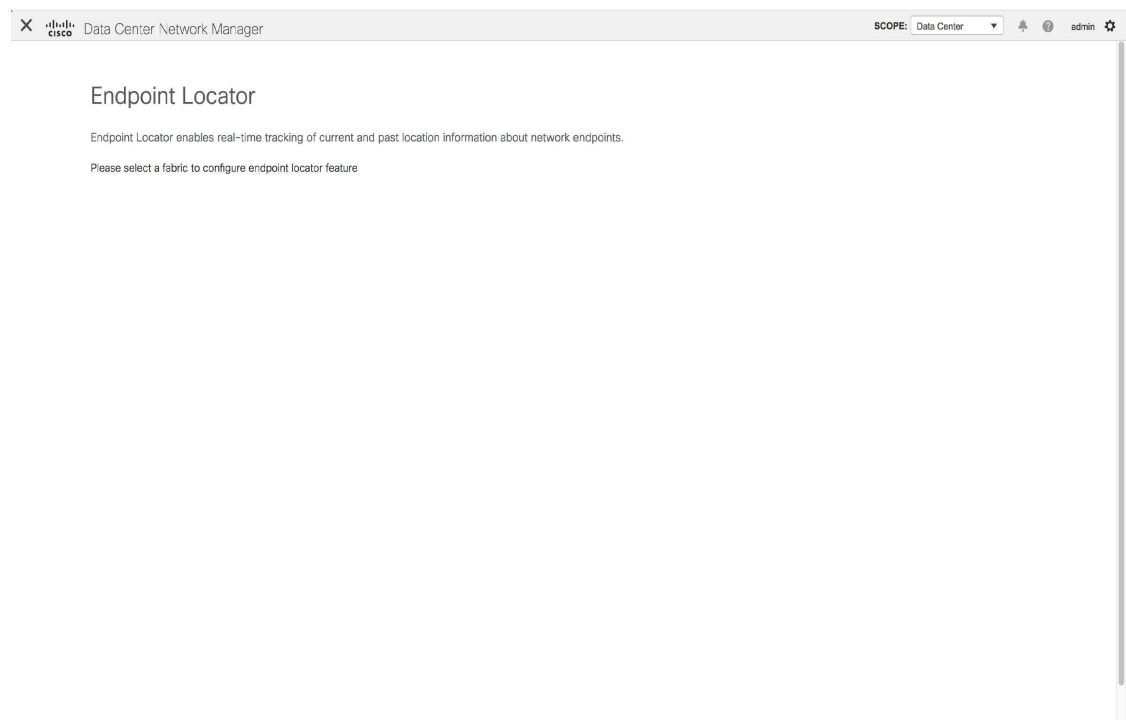 CISCO Data Center Network Manager SCOPE: Data Center admin
Endpoint Locator
Endpoint Locator enables real-time tracking of current and past location information about network endpoints.
Please select a fabric to configure endpoint locator feature